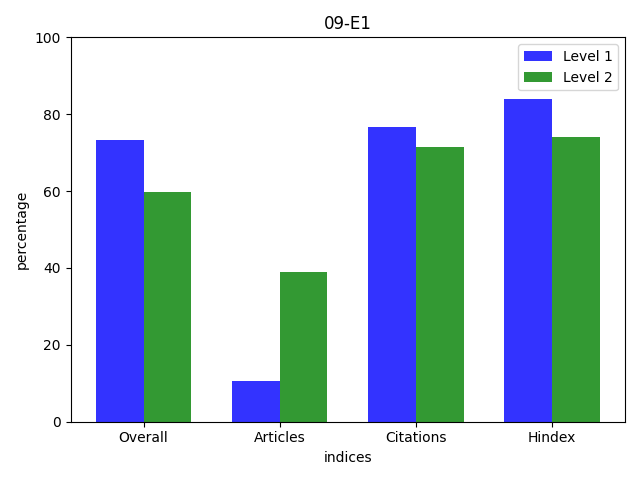 09-E1
100
80
60
40
20
0
percentage
Level 1
Level 2
Overall
Articles
Citations
Hindex
indices